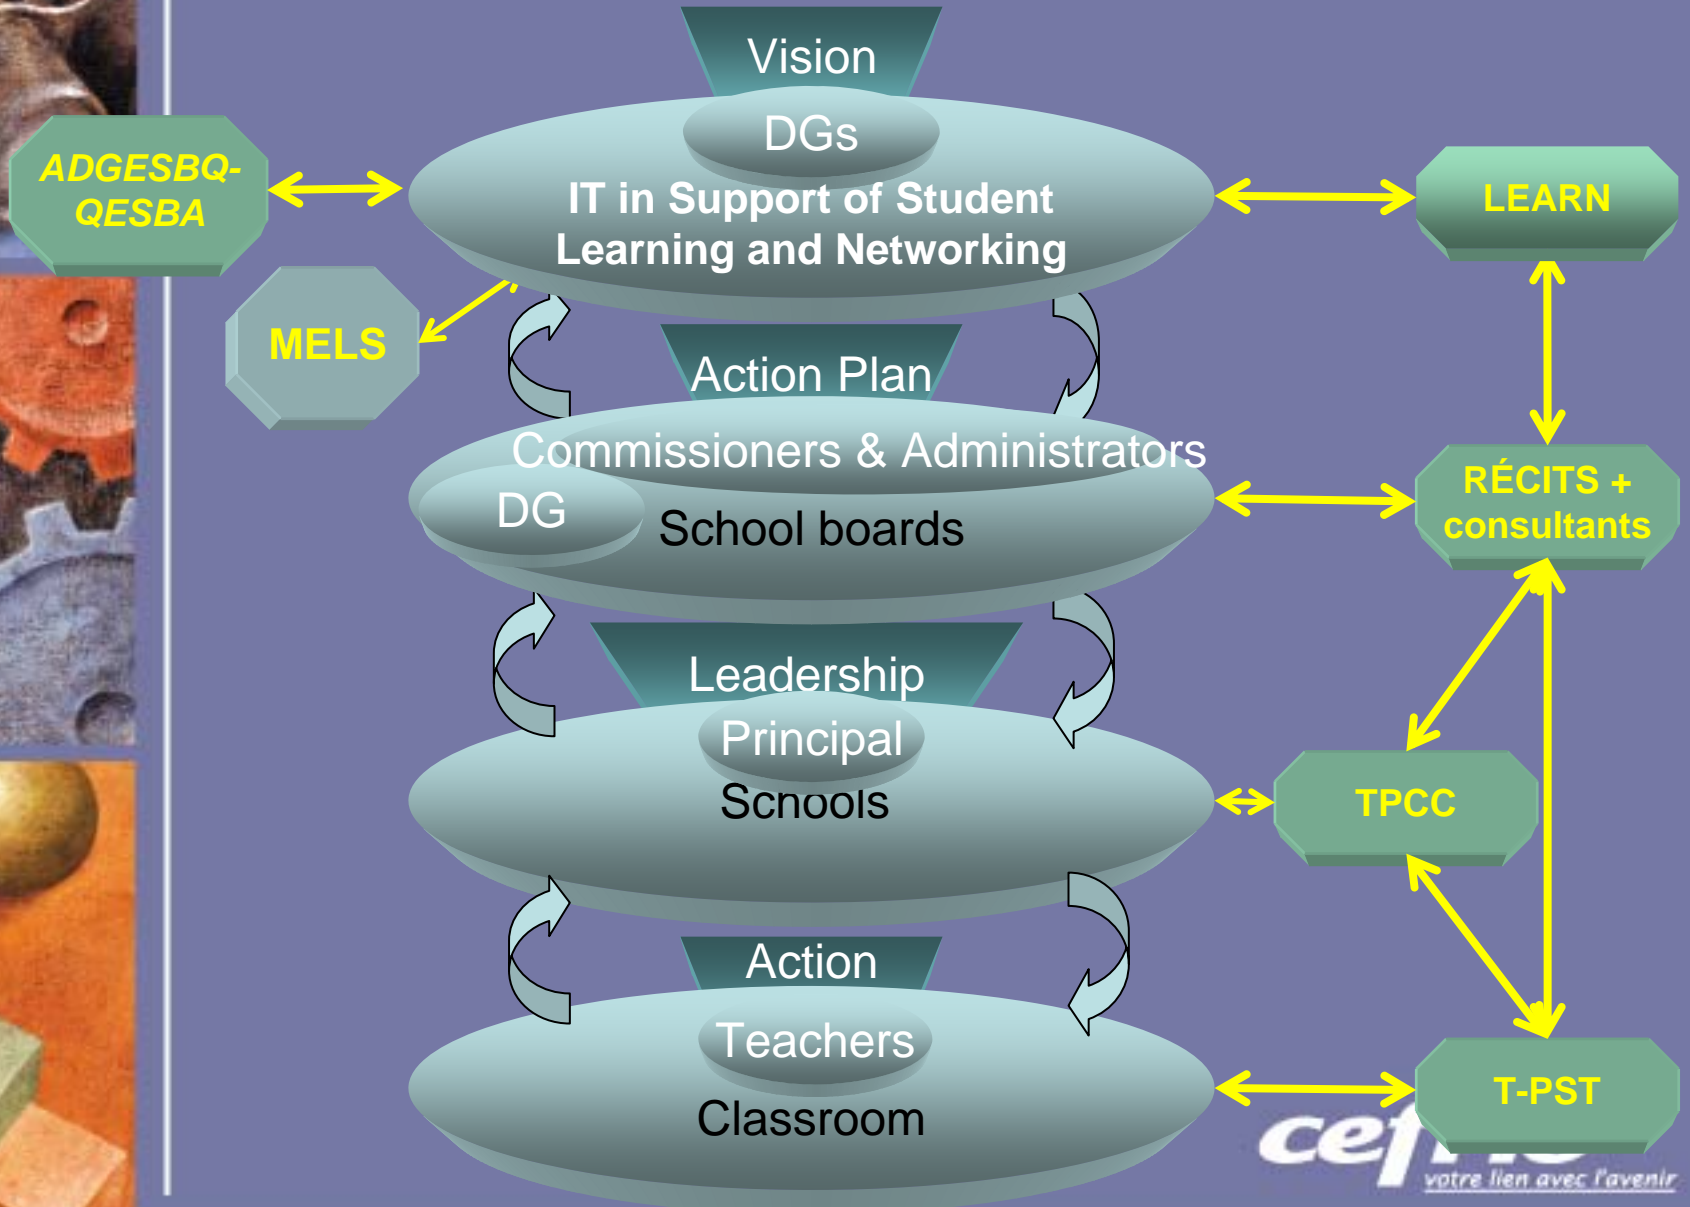 Vision
DGs
ADGESBQ-
QESBA
IT in Support of Student
Learning and Networking
LEARN
MELS
Action Plan
Commissioners & Administrators
DG
School boards
RÉCITS +
consultants
Leadership
Principal
Schools
TPCC
Action
Teachers
Classroom
T-PST
votre lien avec l'avenir